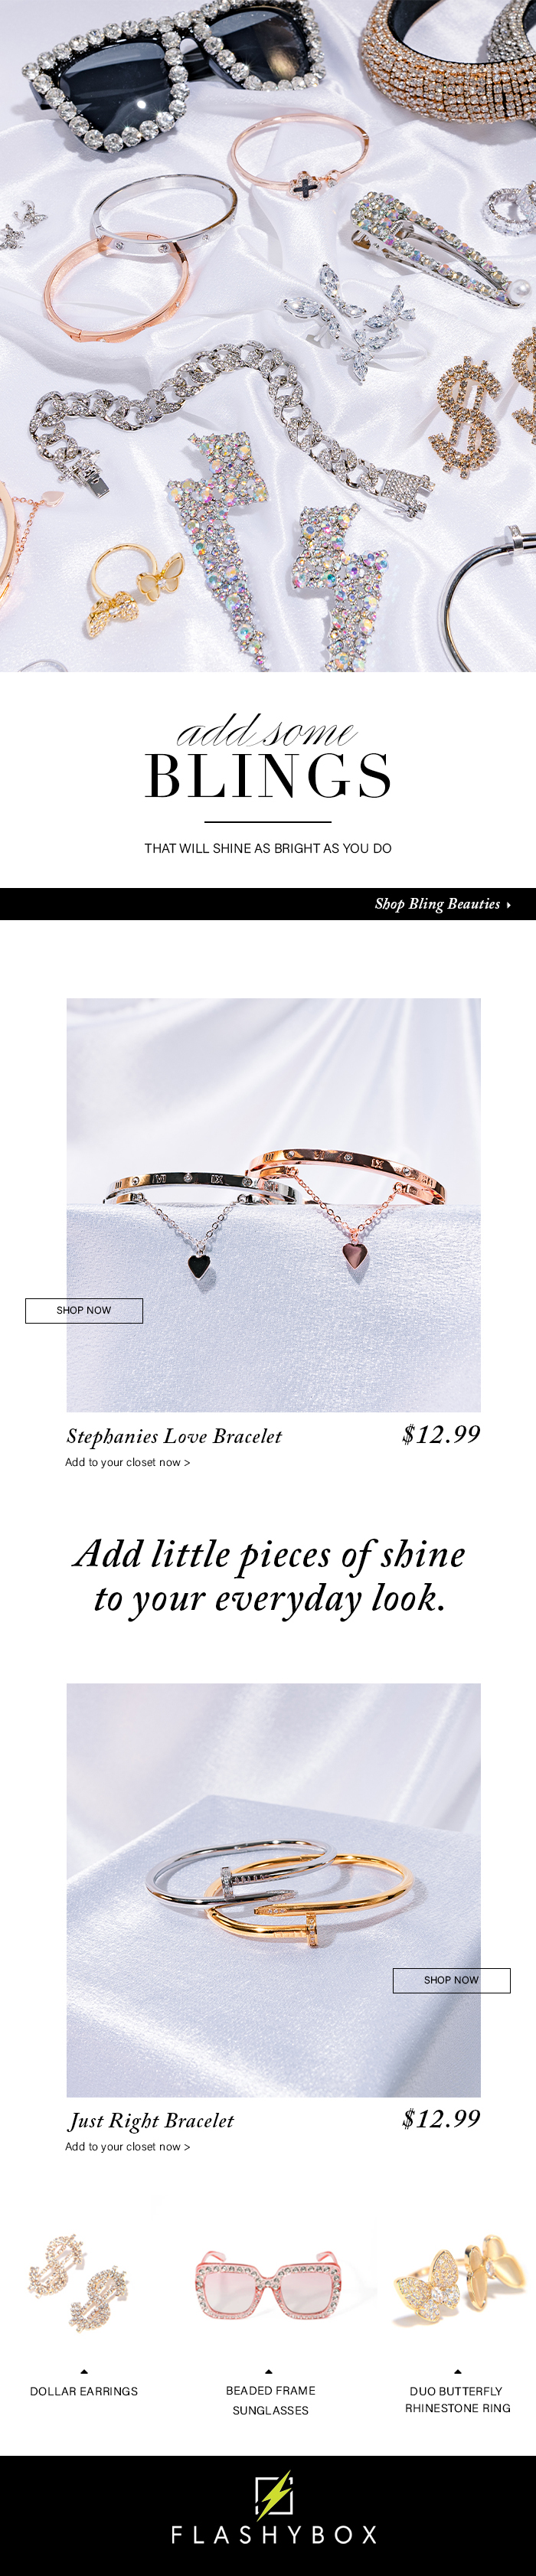 add some
BLINGS
THAT WILL SHINE AS BRIGHT AS YOU DO
Shop Bling Beauties
SHOP NOW
Stephanies Love Bracelet $12.99
Add to your closet now >
Add little pieces of shine
to your everyday look.
SHOP NOW
Just Right Bracelet $12.99
Add to your closet now >
DOLLAR EARRINGS
BEADED FRAME
SUNGLASSES
DUO BUTTERFLY
RHINESTONE RING
FLASHYBOX